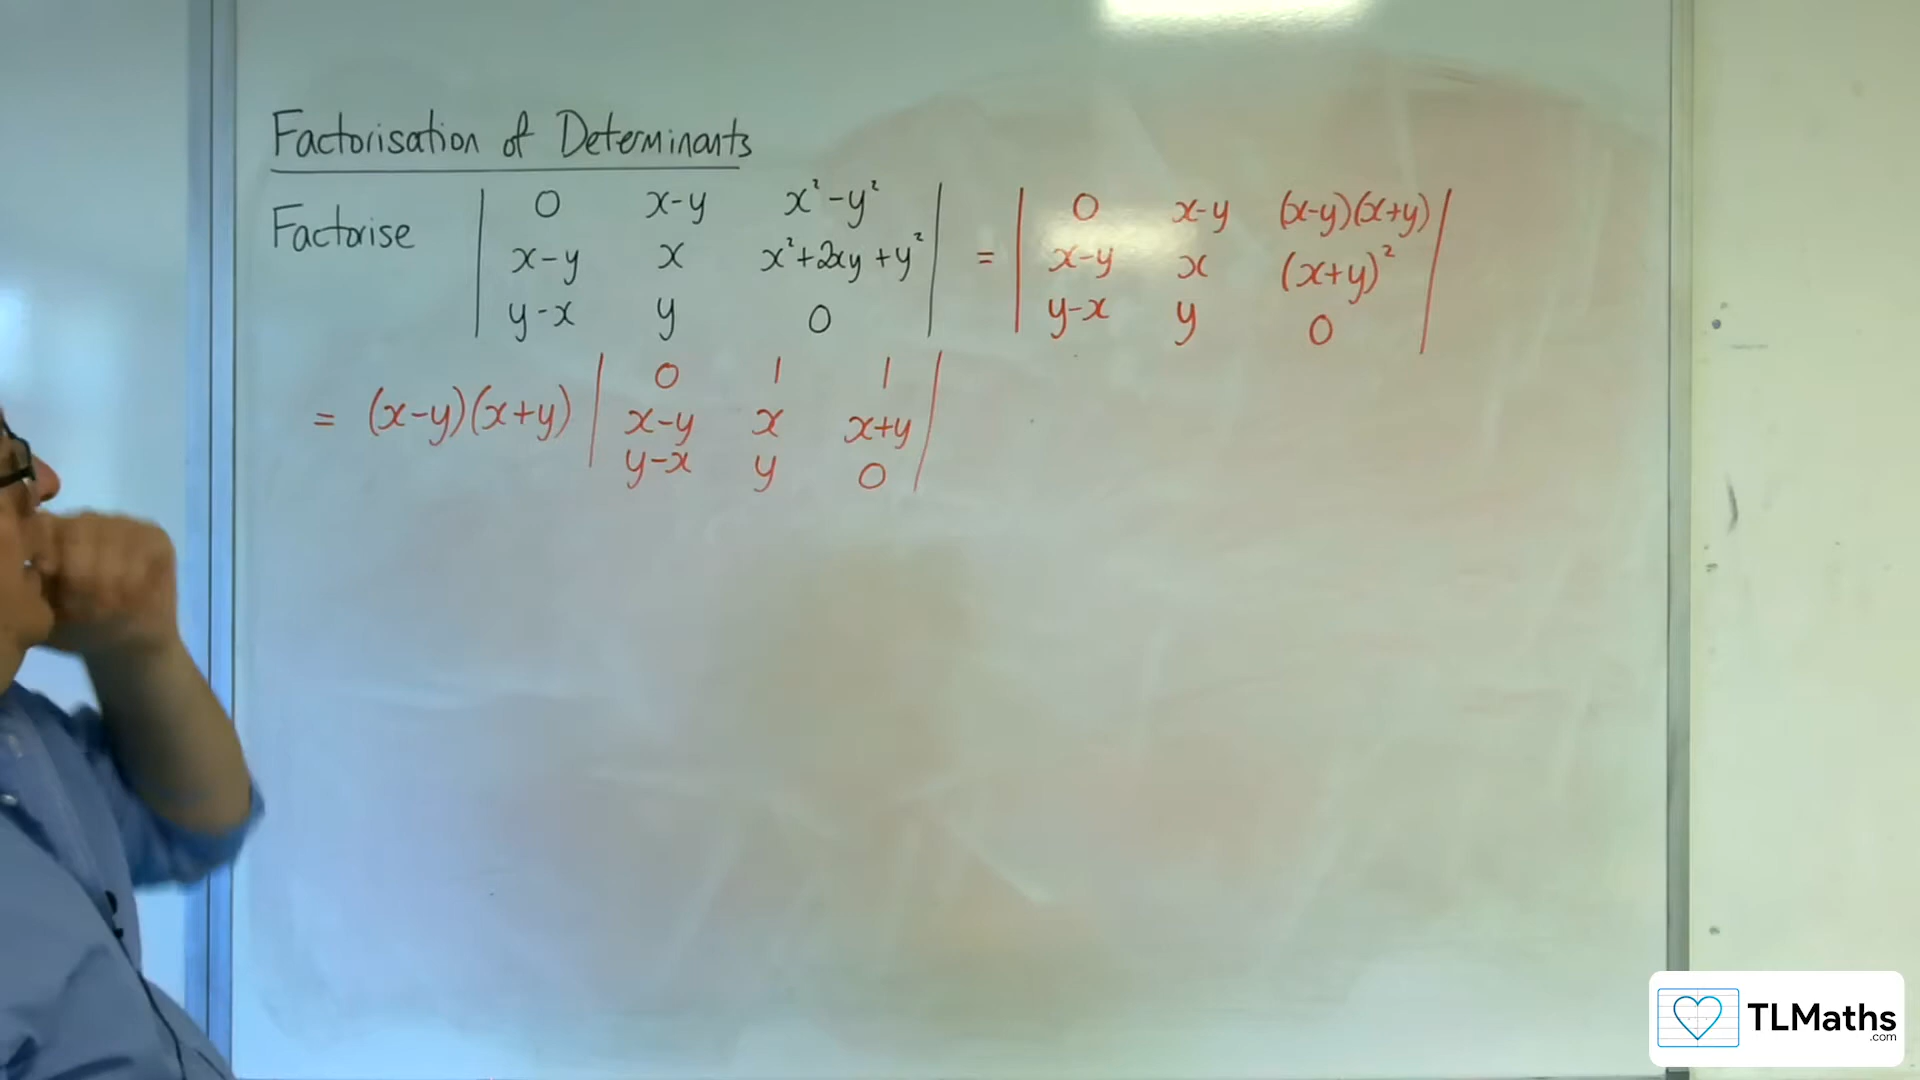 Factorisation of Determinants
Factorise | 0 x-y x²-y² | = | 0 x-y (x-y)(x+y) |
| x-y x x²+2xy+y² | | x-y x (x+y)² |
| y-x y 0 | | y-x y 0 |
= (x-y)(x+y) | 0 1 1 |
| x-y x x+y |
| y-x y 0 |
TLMaths
.com